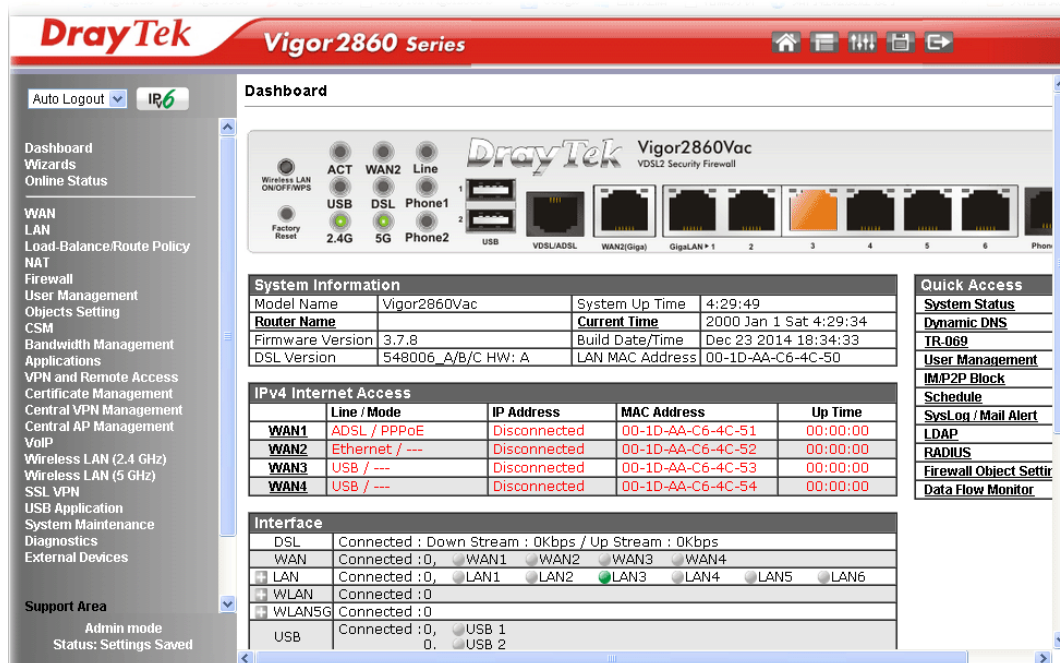 DrayTek
Vigor2860 Series
Auto Logout
IPv6
Dashboard
Dashboard
Wizards
Online Status
WAN
LAN
Load-Balance/Route Policy
NAT
Firewall
User Management
Objects Setting
CSM
Bandwidth Management
Applications
VPN and Remote Access
Certificate Management
Central VPN Management
Central AP Management
VoIP
Wireless LAN (2.4 GHz)
Wireless LAN (5 GHz)
SSL VPN
USB Application
System Maintenance
Diagnostics
External Devices
Support Area
Admin mode
Status: Settings Saved
DrayTek Vigor2860Vac
VDSL2 Security Firewall
Wireless LAN ON/OFF/WPS
ACT WAN2 Line
USB DSL Phone1
Factory Reset
2.4G 5G Phone2
1
2
USB VDSL/ADSL WAN2(Giga) GigaLAN 1 2 3 4 5 6 Phon
System Information
Model Name Vigor2860Vac System Up Time 4:29:49
Router Name Current Time 2000 Jan 1 Sat 4:29:34
Firmware Version 3.7.8 Build Date/Time Dec 23 2014 18:34:33
DSL Version 548006_A/B/C HW: A LAN MAC Address 00-1D-AA-C6-4C-50
IPv4 Internet Access
Line / Mode IP Address MAC Address Up Time
WAN1 ADSL / PPPoE Disconnected 00-1D-AA-C6-4C-51 00:00:00
WAN2 Ethernet / --- Disconnected 00-1D-AA-C6-4C-52 00:00:00
WAN3 USB / --- Disconnected 00-1D-AA-C6-4C-53 00:00:00
WAN4 USB / --- Disconnected 00-1D-AA-C6-4C-54 00:00:00
Interface
DSL Connected : Down Stream : 0Kbps / Up Stream : 0Kbps
WAN Connected :0, WAN1 WAN2 WAN3 WAN4
LAN Connected :0, LAN1 LAN2 LAN3 LAN4 LAN5 LAN6
WLAN Connected :0
WLAN5G Connected :0
USB Connected :0, USB 1
0, USB 2
Quick Access
System Status
Dynamic DNS
TR-069
User Management
IM/P2P Block
Schedule
SysLog / Mail Alert
LDAP
RADIUS
Firewall Object Settin
Data Flow Monitor